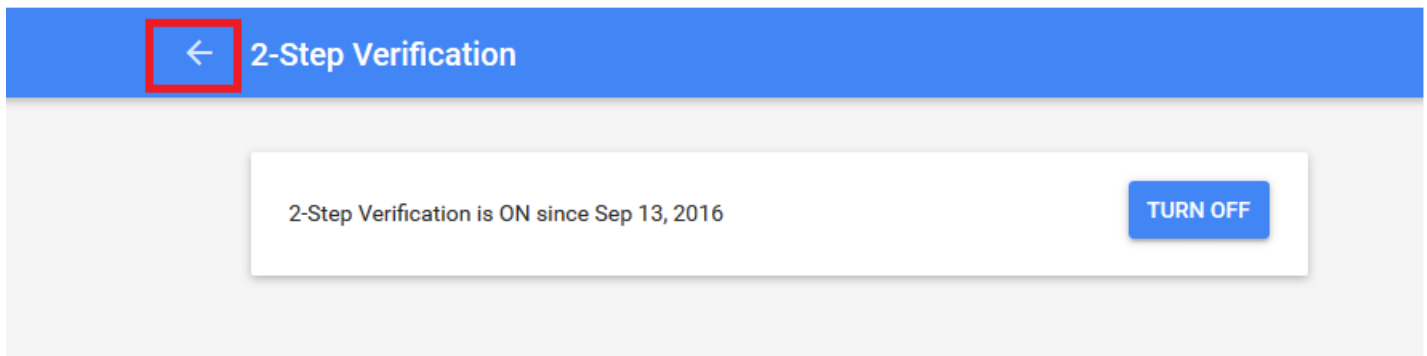 2-Step Verification
2-Step Verification is ON since Sep 13, 2016
TURN OFF